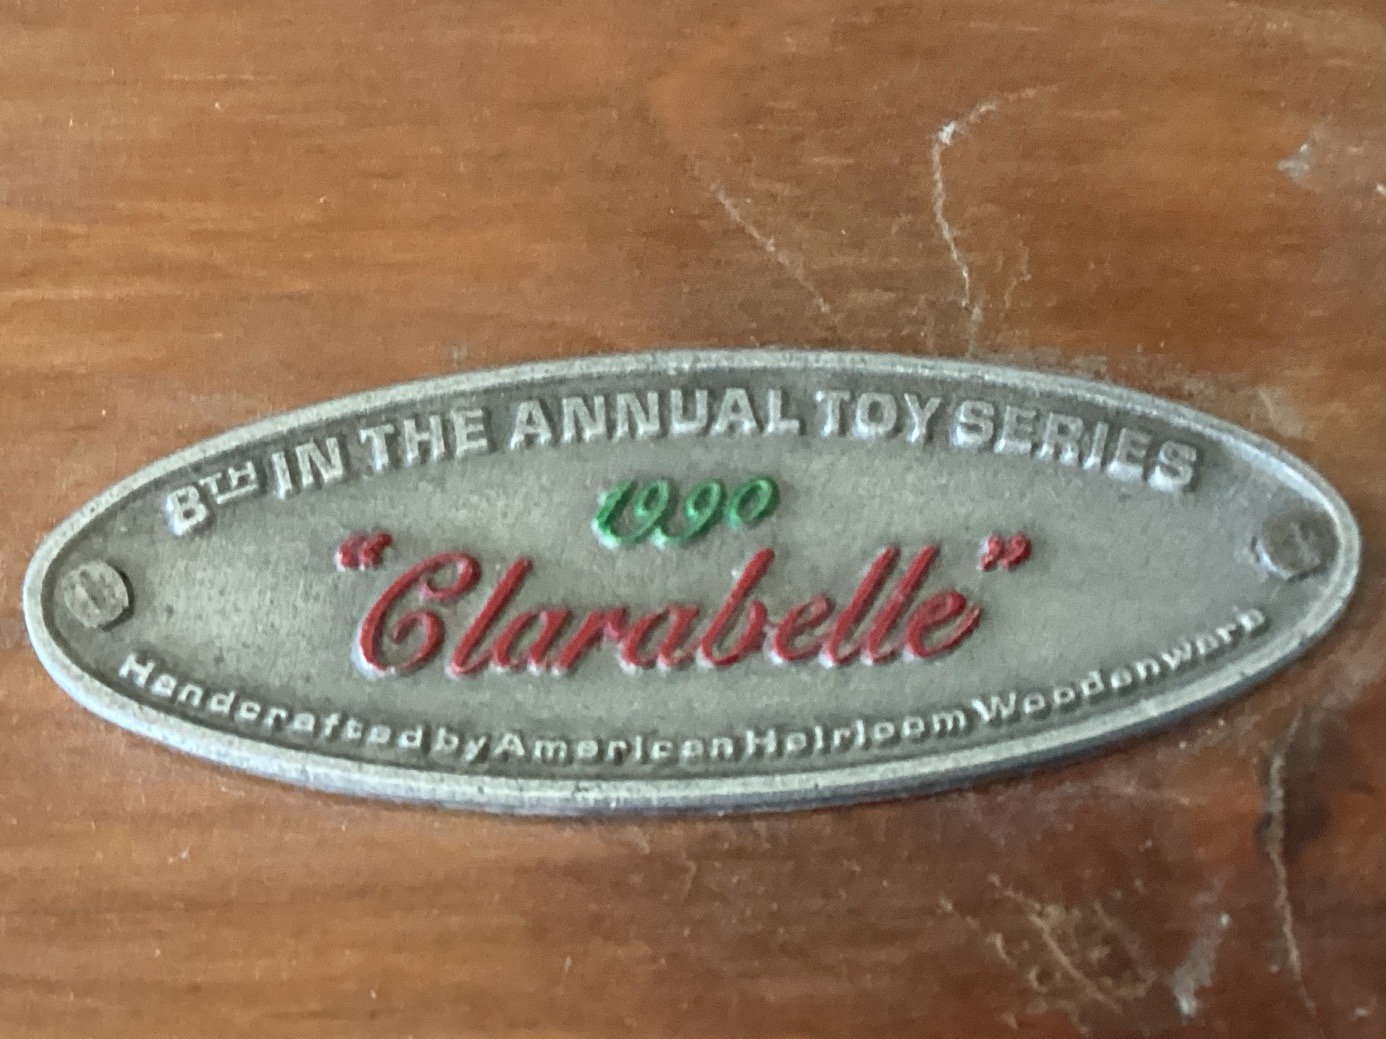 8TH IN THE ANNUAL TOY SERIES
1990
"Clarabelle"
Handcrafted by American Heirloom Woodenware